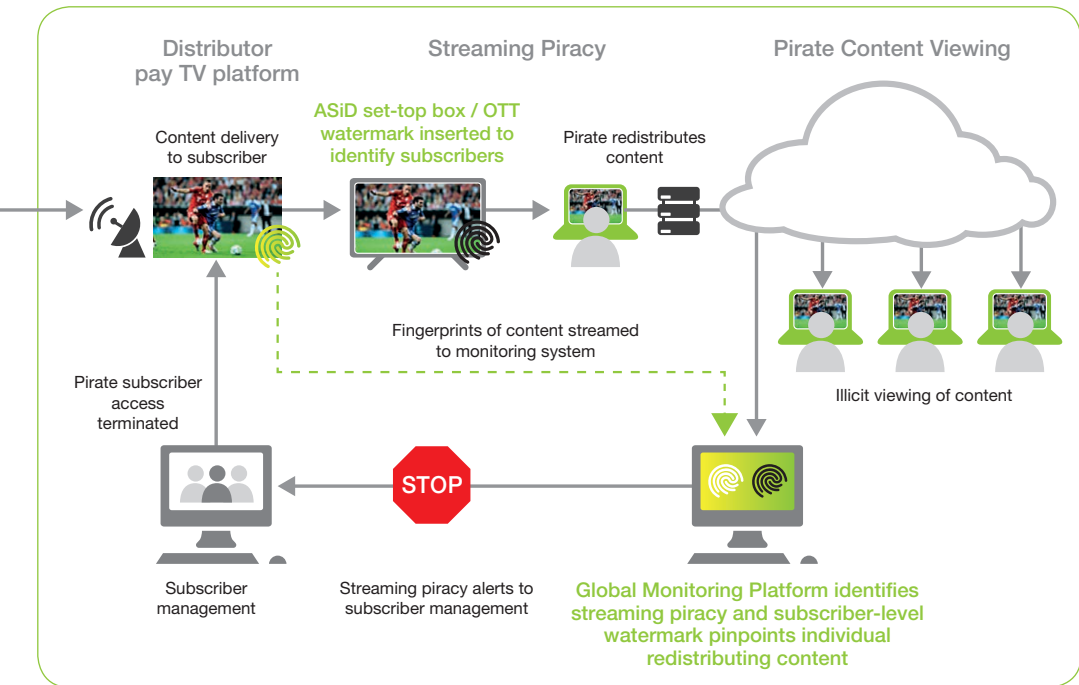 Distributor
pay TV platform
Streaming Piracy
Pirate Content Viewing
ASiD set-top box / OTT
watermark inserted to
identify subscribers
Content delivery
to subscriber
Pirate redistributes
content
Fingerprints of content streamed
to monitoring system
Pirate subscriber
access
terminated
Illicit viewing of content
STOP
Subscriber
management
Streaming piracy alerts to
subscriber management
Global Monitoring Platform identifies
streaming piracy and subscriber-level
watermark pinpoints individual
redistributing content